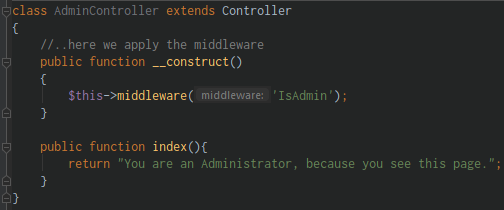 class AdminController extends Controller
{
    //..here we apply the middleware
    public function __construct()
    {
        $this->middleware( middleware: 'IsAdmin');
    }

    public function index(){
        return "You are an Administrator, because you see this page.";
    }
}